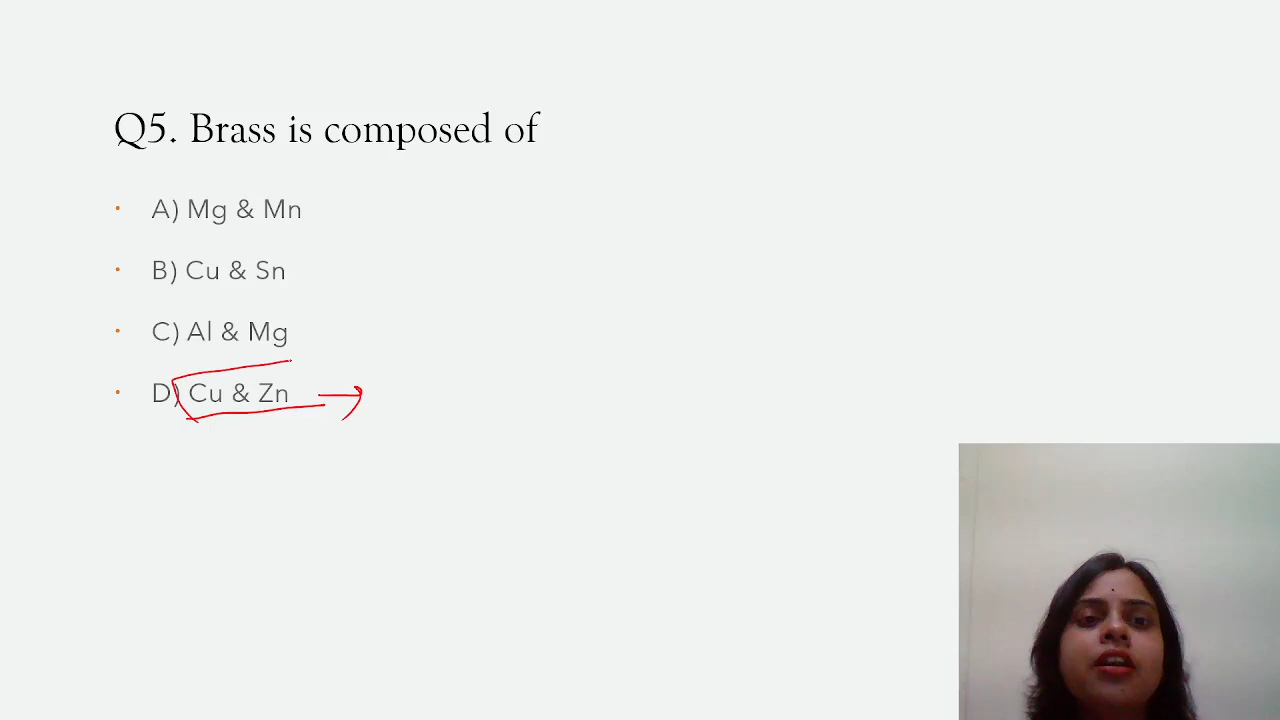 Q5. Brass is composed of
A) Mg & Mn
B) Cu & Sn
C) Al & Mg
D) Cu & Zn